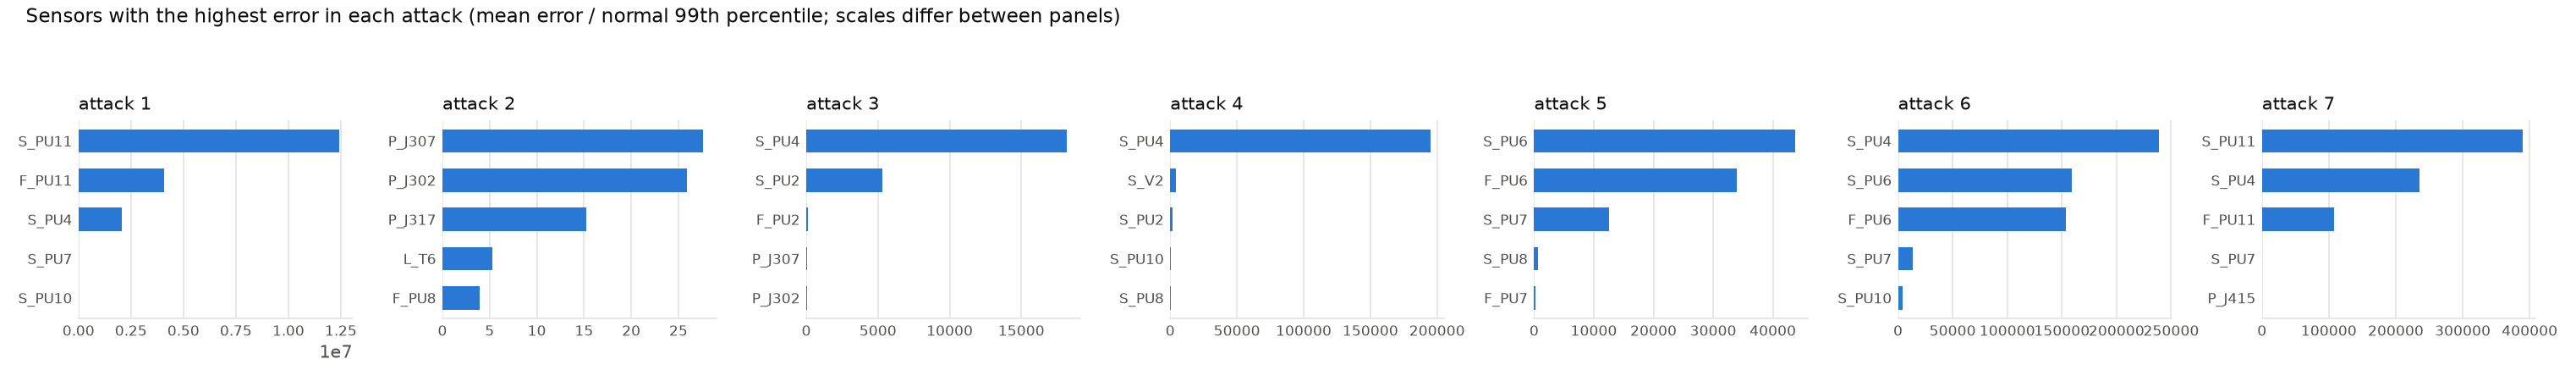 Sensors with the highest error in each attack (mean error / normal 99th percentile; scales differ between panels)
attack 1
S_PU11
F_PU11
S_PU4
S_PU7
S_PU10
0.00 0.25 0.50 0.75 1.00 1.25
1e7
attack 2
P_J307
P_J302
P_J317
L_T6
F_PU8
0 5 10 15 20 25
attack 3
S_PU4
S_PU2
F_PU2
P_J307
P_J302
0 5000 10000 15000
attack 4
S_PU4
S_V2
S_PU2
S_PU10
S_PU8
0 50000 100000 150000 200000
attack 5
S_PU6
F_PU6
S_PU7
S_PU8
F_PU7
0 10000 20000 30000 40000
attack 6
S_PU4
S_PU6
F_PU6
S_PU7
S_PU10
0 50000 100000 150000 200000 250000
attack 7
S_PU11
S_PU4
F_PU11
S_PU7
P_J415
0 100000 200000 300000 400000